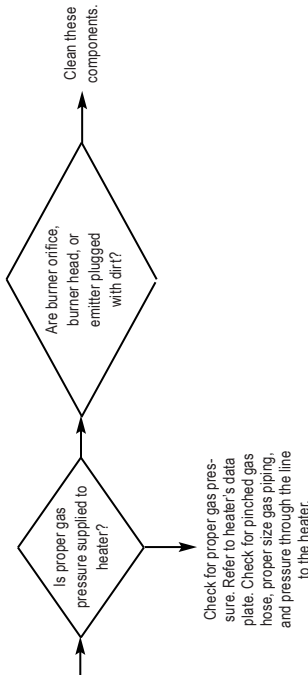 Is proper gas
pressure supplied to
heater?
Check for proper gas pres-
sure. Refer to heater's data
plate. Check for pinched gas
hose, proper size gas piping,
and pressure through the line
to the heater.
Are burner orifice,
burner head, or
emitter plugged
with dirt?
Clean these
components.